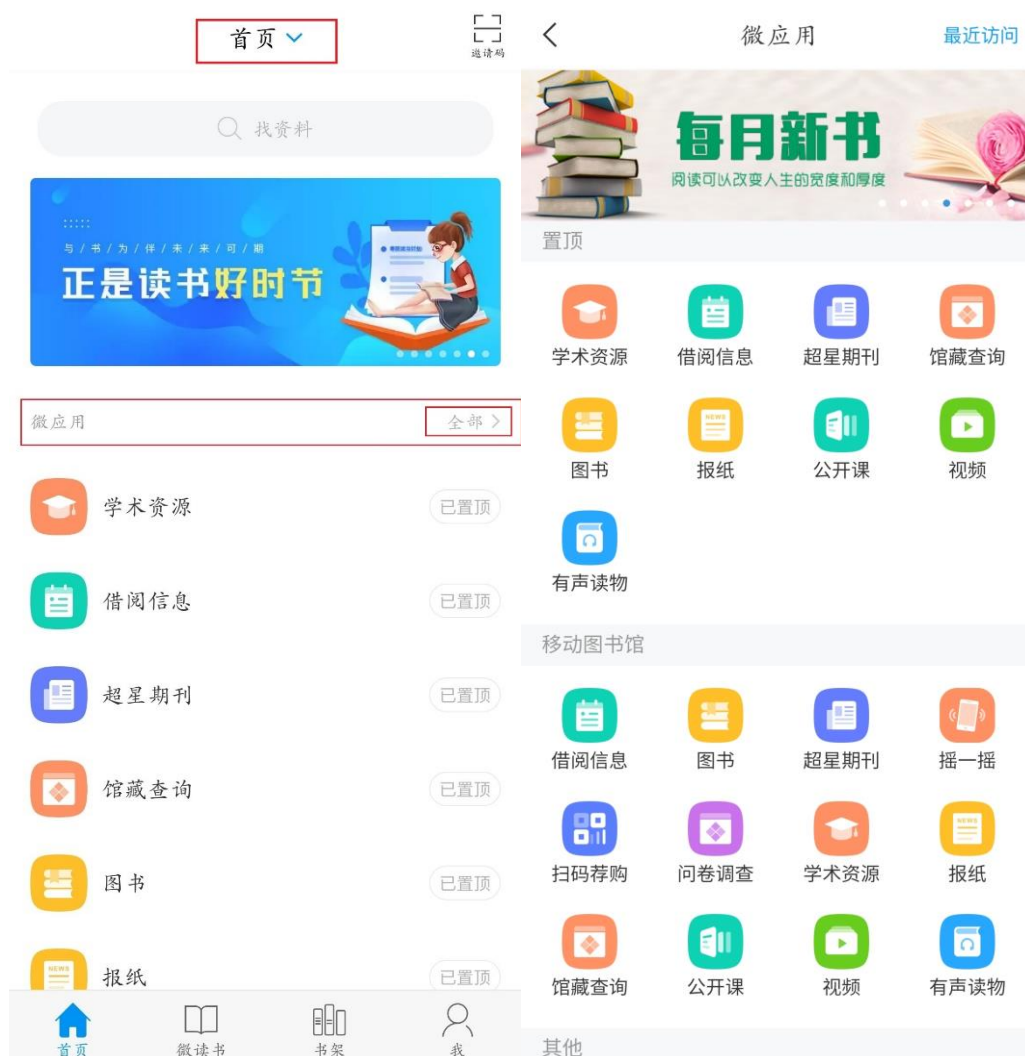 首页
邀请码
找资料
与/书/为/伴/未/来/可/期
正是读书好时节
微应用
全部
学术资源
已置顶
借阅信息
已置顶
超星期刊
已置顶
馆藏查询
已置顶
图书
已置顶
NEWS
报纸
已置顶
首页
微读书
书架
我
微应用
最近访问
每月新书
阅读可以改变人生的宽度和厚度
置顶
学术资源
借阅信息
超星期刊
馆藏查询
图书
NEWS
报纸
公开课
视频
有声读物
移动图书馆
借阅信息
图书
超星期刊
摇一摇
扫码荐购
问卷调查
学术资源
NEWS
报纸
馆藏查询
公开课
视频
有声读物
其他